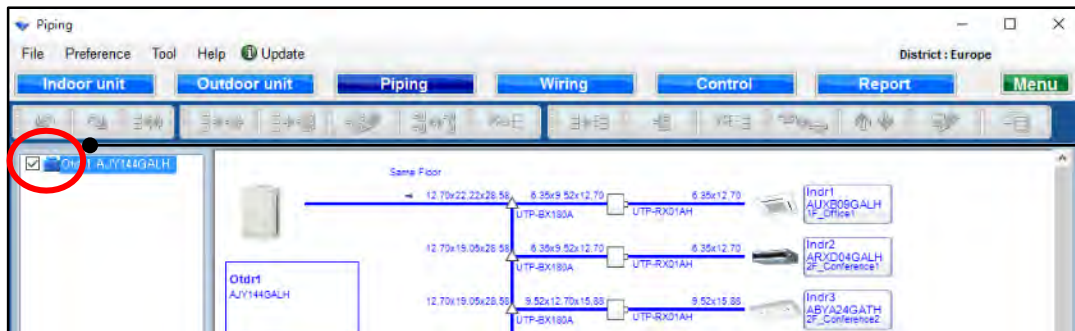 Piping
File Preference Tool Help Update District : Europe
Indoor unit Outdoor unit Piping Wiring Control Report Menu
Otdr1 AJY144GALH
Same Floor
12.70x22.22x28.58 6.35x9.52x12.70 6.35x12.70
UTP-BX180A UTP-RX01AH
Indr1
AUXB09GALH
1F_Office1
12.70x19.05x28.58 6.35x9.52x12.70 6.35x12.70
UTP-BX180A UTP-RX01AH
Indr2
ARXD04GALH
2F_Conference1
Otdr1
AJY144GALH
12.70x19.05x28.58 9.52x12.70x15.88 9.52x15.88
UTP-BX180A UTP-RX01AH
Indr3
ABYA24GATH
2F_Conference2